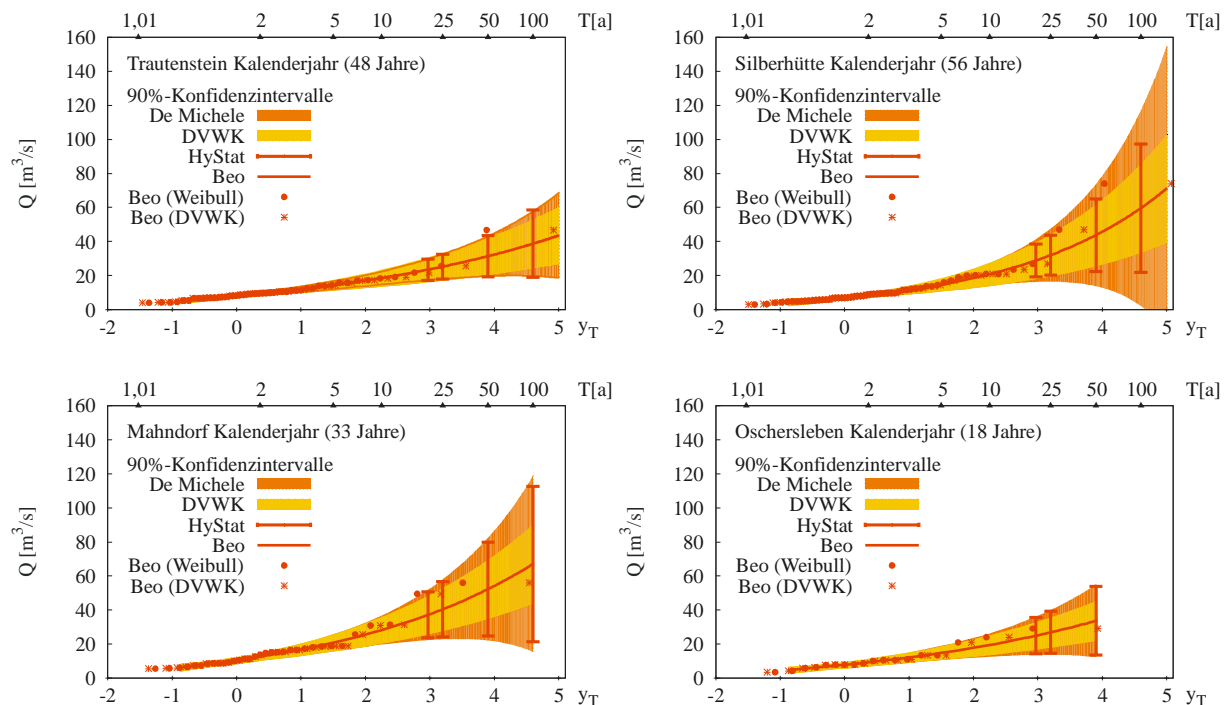 1,01 2 5 10 25 50 100 T[a]
160
140
120
100
80
60
40
20
0
Q [m³/s]
Trautenstein Kalenderjahr (48 Jahre)
90%-Konfidenzintervalle
De Michele
DVWK
HyStat
Beo
Beo (Weibull)
Beo (DVWK)
-2 -1 0 1 2 3 4 5 y_T
1,01 2 5 10 25 50 100 T[a]
160
140
120
100
80
60
40
20
0
Q [m³/s]
Silberhütte Kalenderjahr (56 Jahre)
90%-Konfidenzintervalle
De Michele
DVWK
HyStat
Beo
Beo (Weibull)
Beo (DVWK)
-2 -1 0 1 2 3 4 5 y_T
1,01 2 5 10 25 50 100 T[a]
160
140
120
100
80
60
40
20
0
Q [m³/s]
Mahndorf Kalenderjahr (33 Jahre)
90%-Konfidenzintervalle
De Michele
DVWK
HyStat
Beo
Beo (Weibull)
Beo (DVWK)
-2 -1 0 1 2 3 4 5 y_T
1,01 2 5 10 25 50 100 T[a]
160
140
120
100
80
60
40
20
0
Q [m³/s]
Oschersleben Kalenderjahr (18 Jahre)
90%-Konfidenzintervalle
De Michele
DVWK
HyStat
Beo
Beo (Weibull)
Beo (DVWK)
-2 -1 0 1 2 3 4 5 y_T